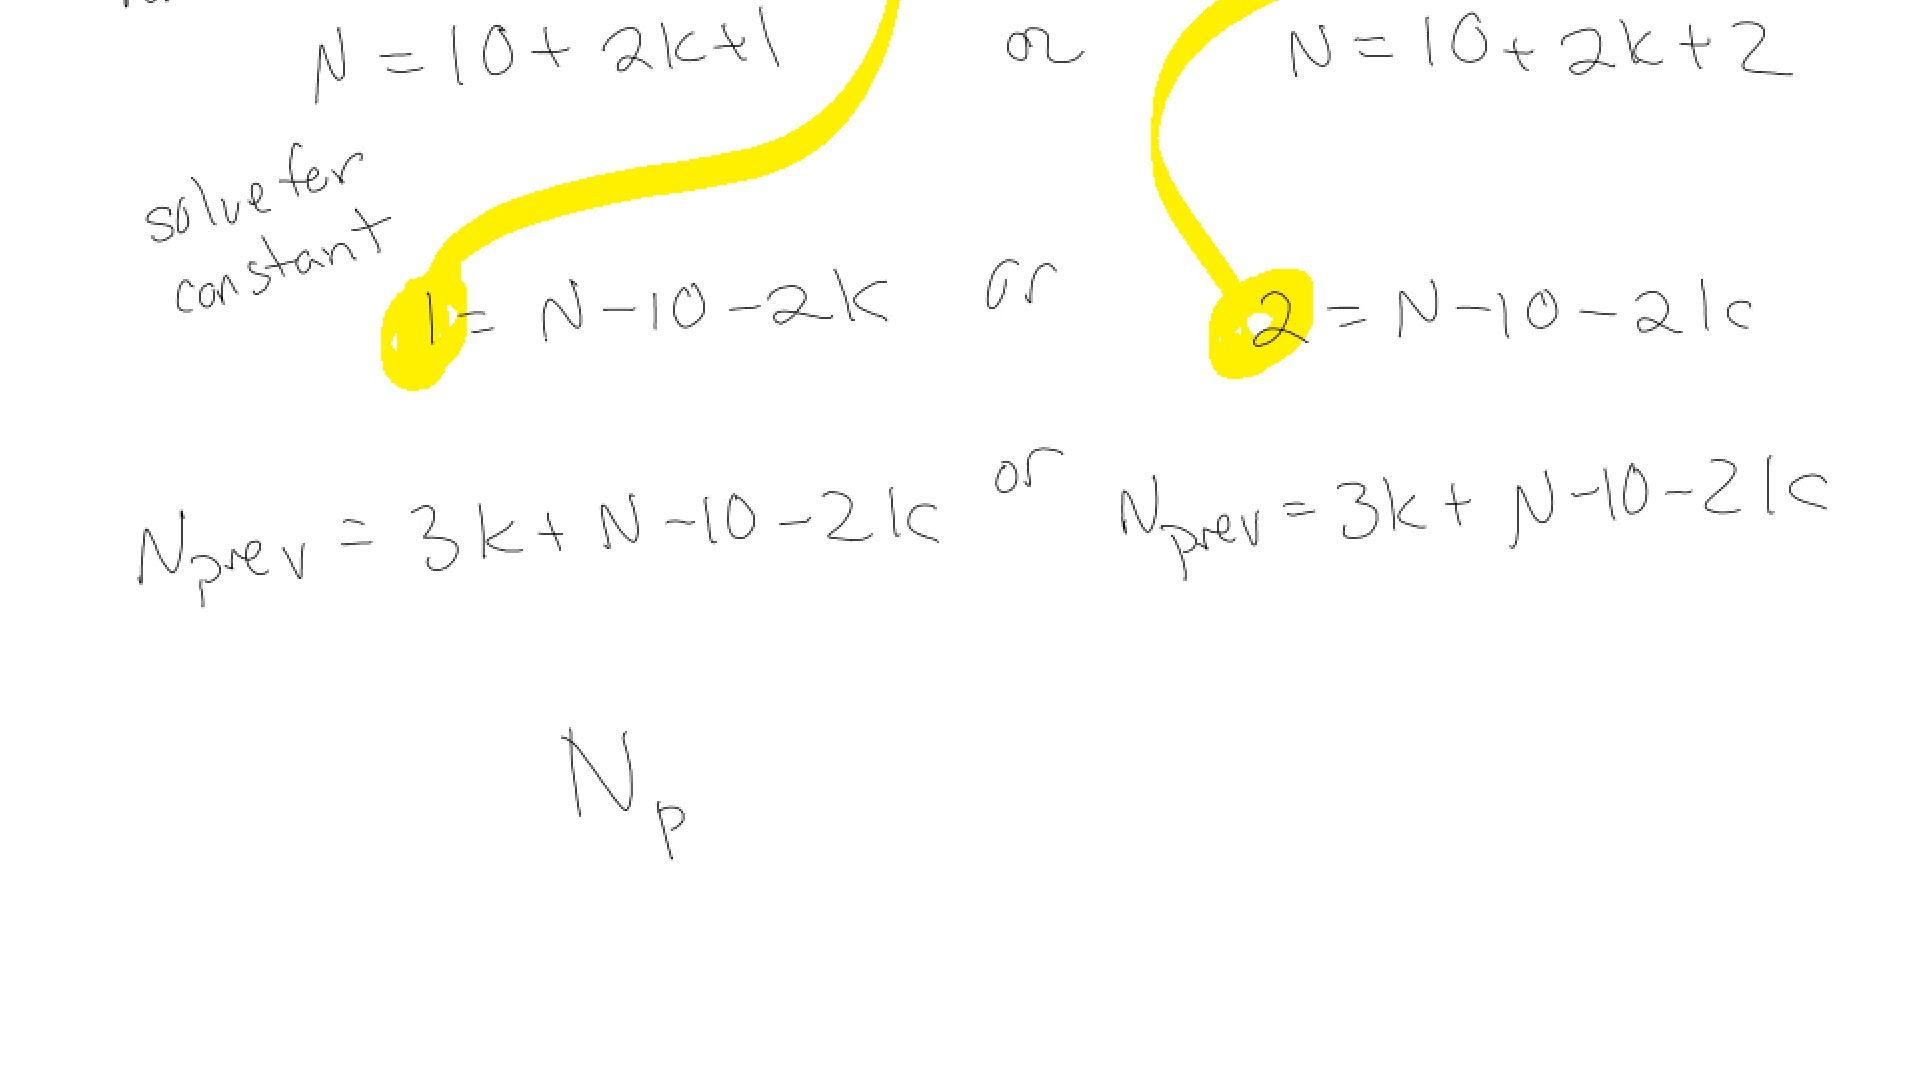 N = 10 + 2k+1 or N = 10 + 2k + 2
solve for
constant
1 = N - 10 - 2k or 2 = N - 10 - 2k
Nprev = 3k + N - 10 - 2k or Nprev = 3k + N - 10 - 2k
Np